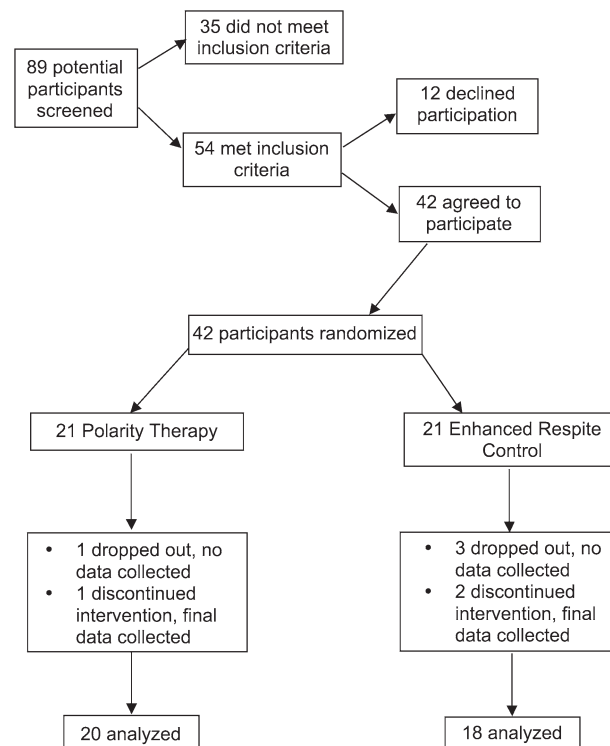 35 did not meet
inclusion criteria
89 potential
participants
screened
12 declined
participation
54 met inclusion
criteria
42 agreed to
participate
42 participants randomized
21 Polarity Therapy
21 Enhanced Respite
Control
• 1 dropped out, no
data collected
• 1 discontinued
intervention, final
data collected
• 3 dropped out, no
data collected
• 2 discontinued
intervention, final
data collected
20 analyzed
18 analyzed